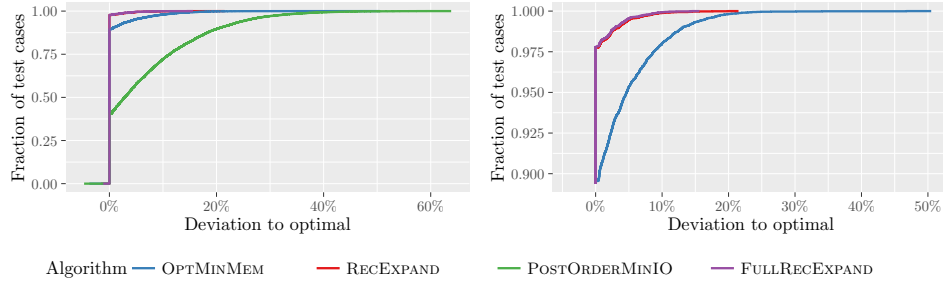 Fraction of test cases
1.00
0.75
0.50
0.25
0.00
0% 20% 40% 60%
Deviation to optimal
Fraction of test cases
1.000
0.975
0.950
0.925
0.900
0% 10% 20% 30% 40% 50%
Deviation to optimal
Algorithm OPTMINMEM RECEXPAND POSTORDERMINIO FULLRECEXPAND